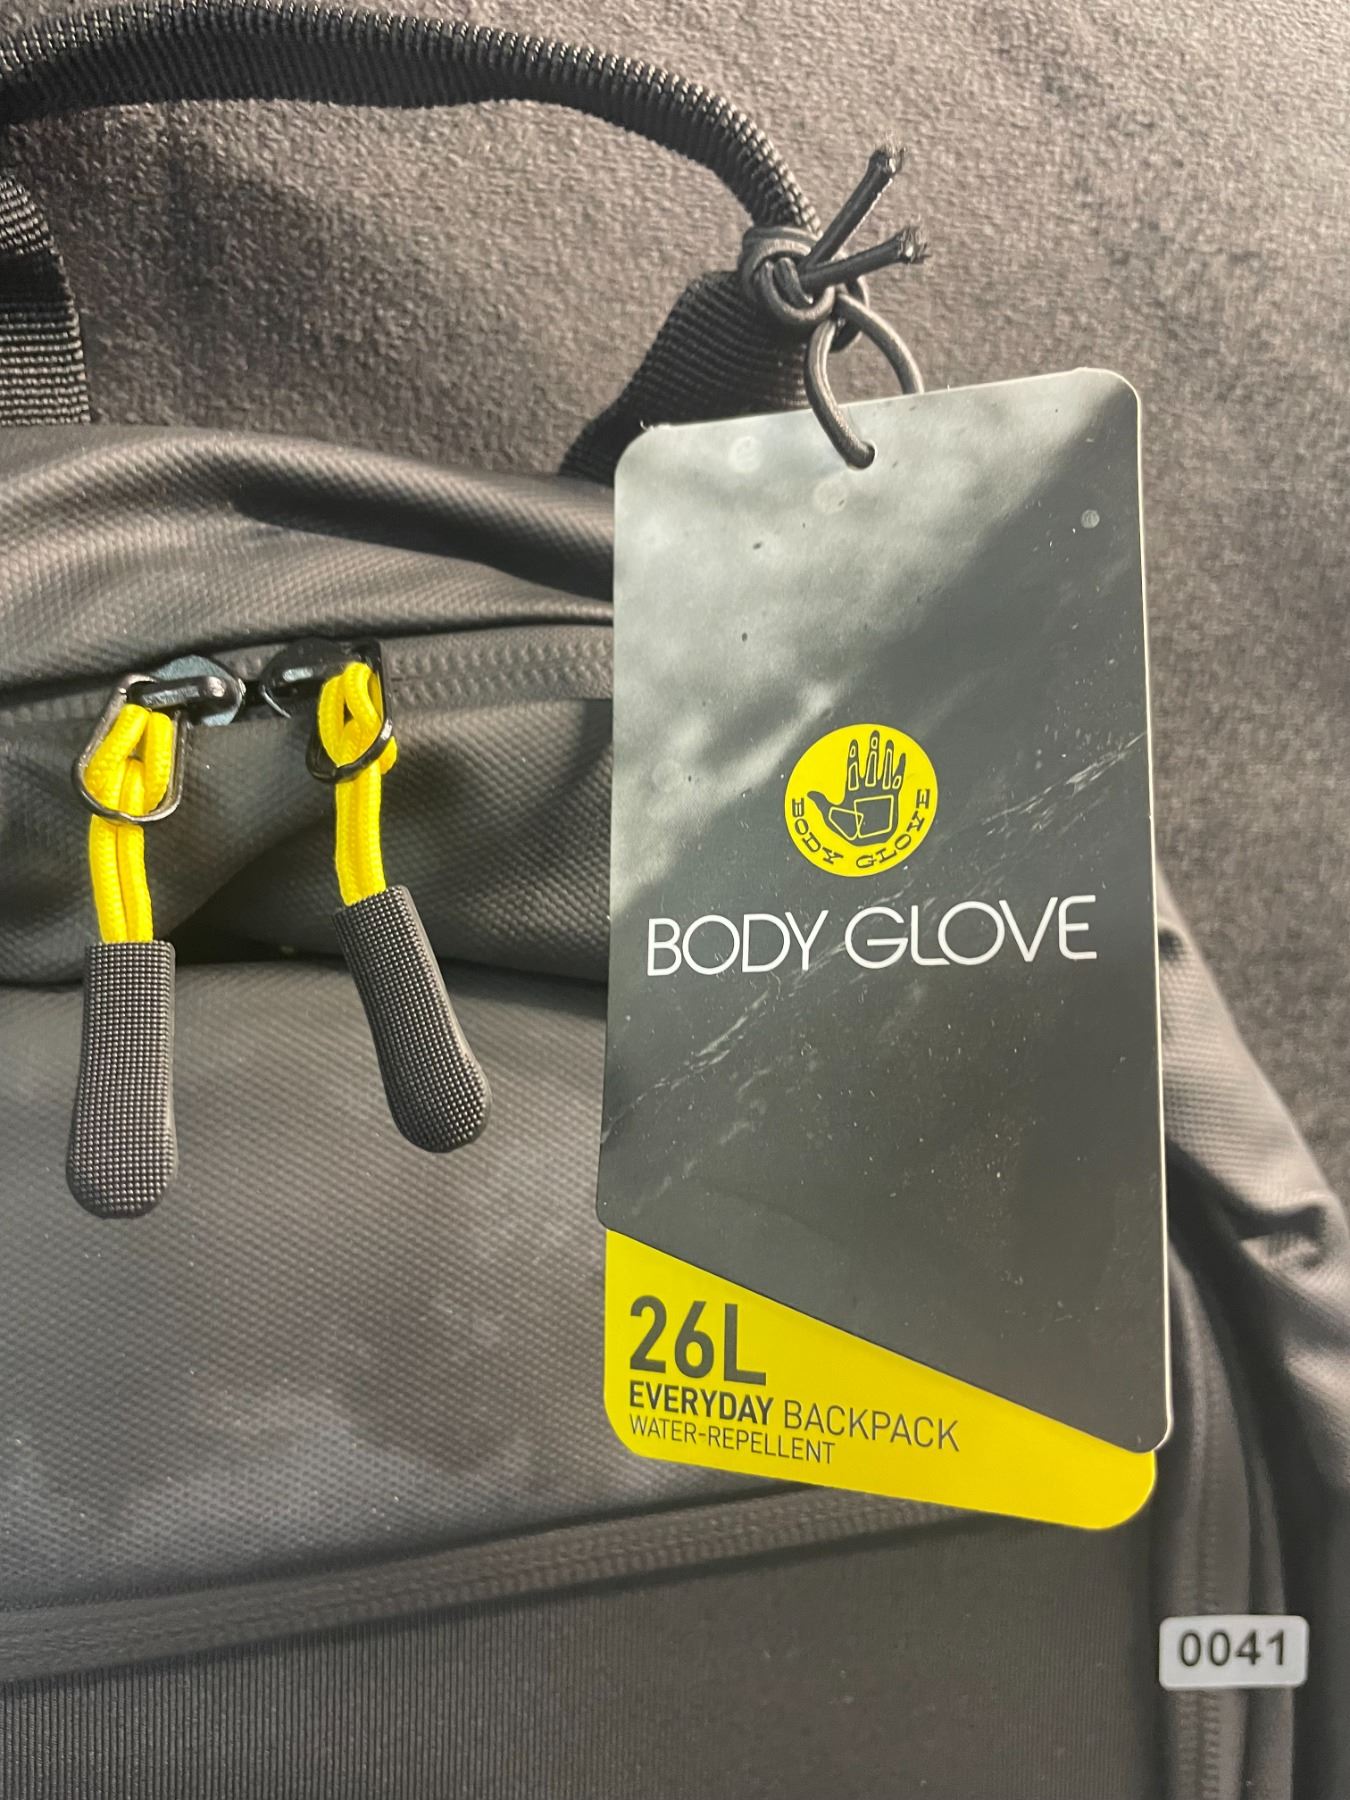 BODY GLOVE
BODY GLOVE
26L
EVERYDAY BACKPACK
WATER-REPELLENT
0041